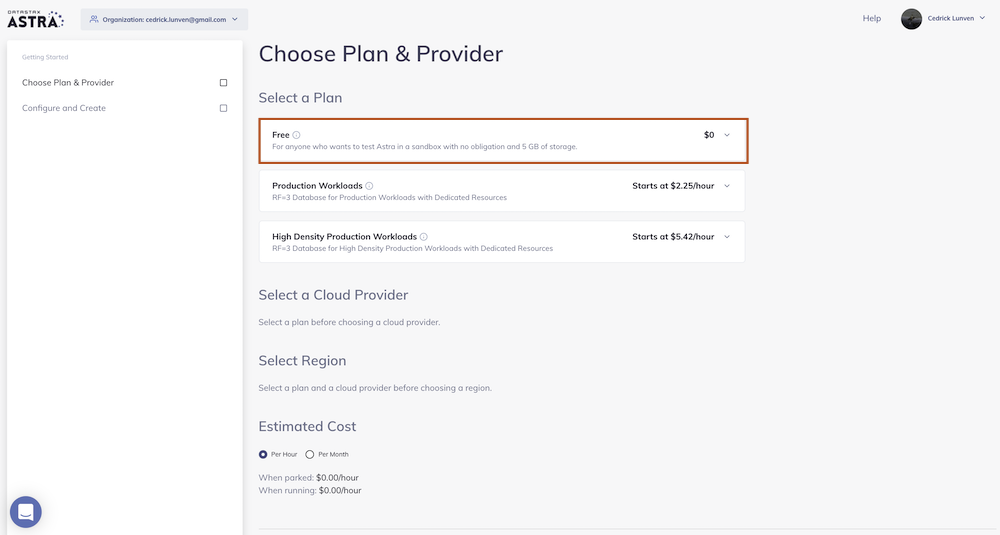 DATASTAX
ASTRA
Organization: cedrick.lunven@gmail.com
Help
Cedrick Lunven
Getting Started
Choose Plan & Provider
Configure and Create
Choose Plan & Provider
Select a Plan
Free
$0
For anyone who wants to test Astra in a sandbox with no obligation and 5 GB of storage.
Production Workloads
Starts at $2.25/hour
RF=3 Database for Production Workloads with Dedicated Resources
High Density Production Workloads
Starts at $5.42/hour
RF=3 Database for High Density Production Workloads with Dedicated Resources
Select a Cloud Provider
Select a plan before choosing a cloud provider.
Select Region
Select a plan and a cloud provider before choosing a region.
Estimated Cost
Per Hour
Per Month
When parked: $0.00/hour
When running: $0.00/hour